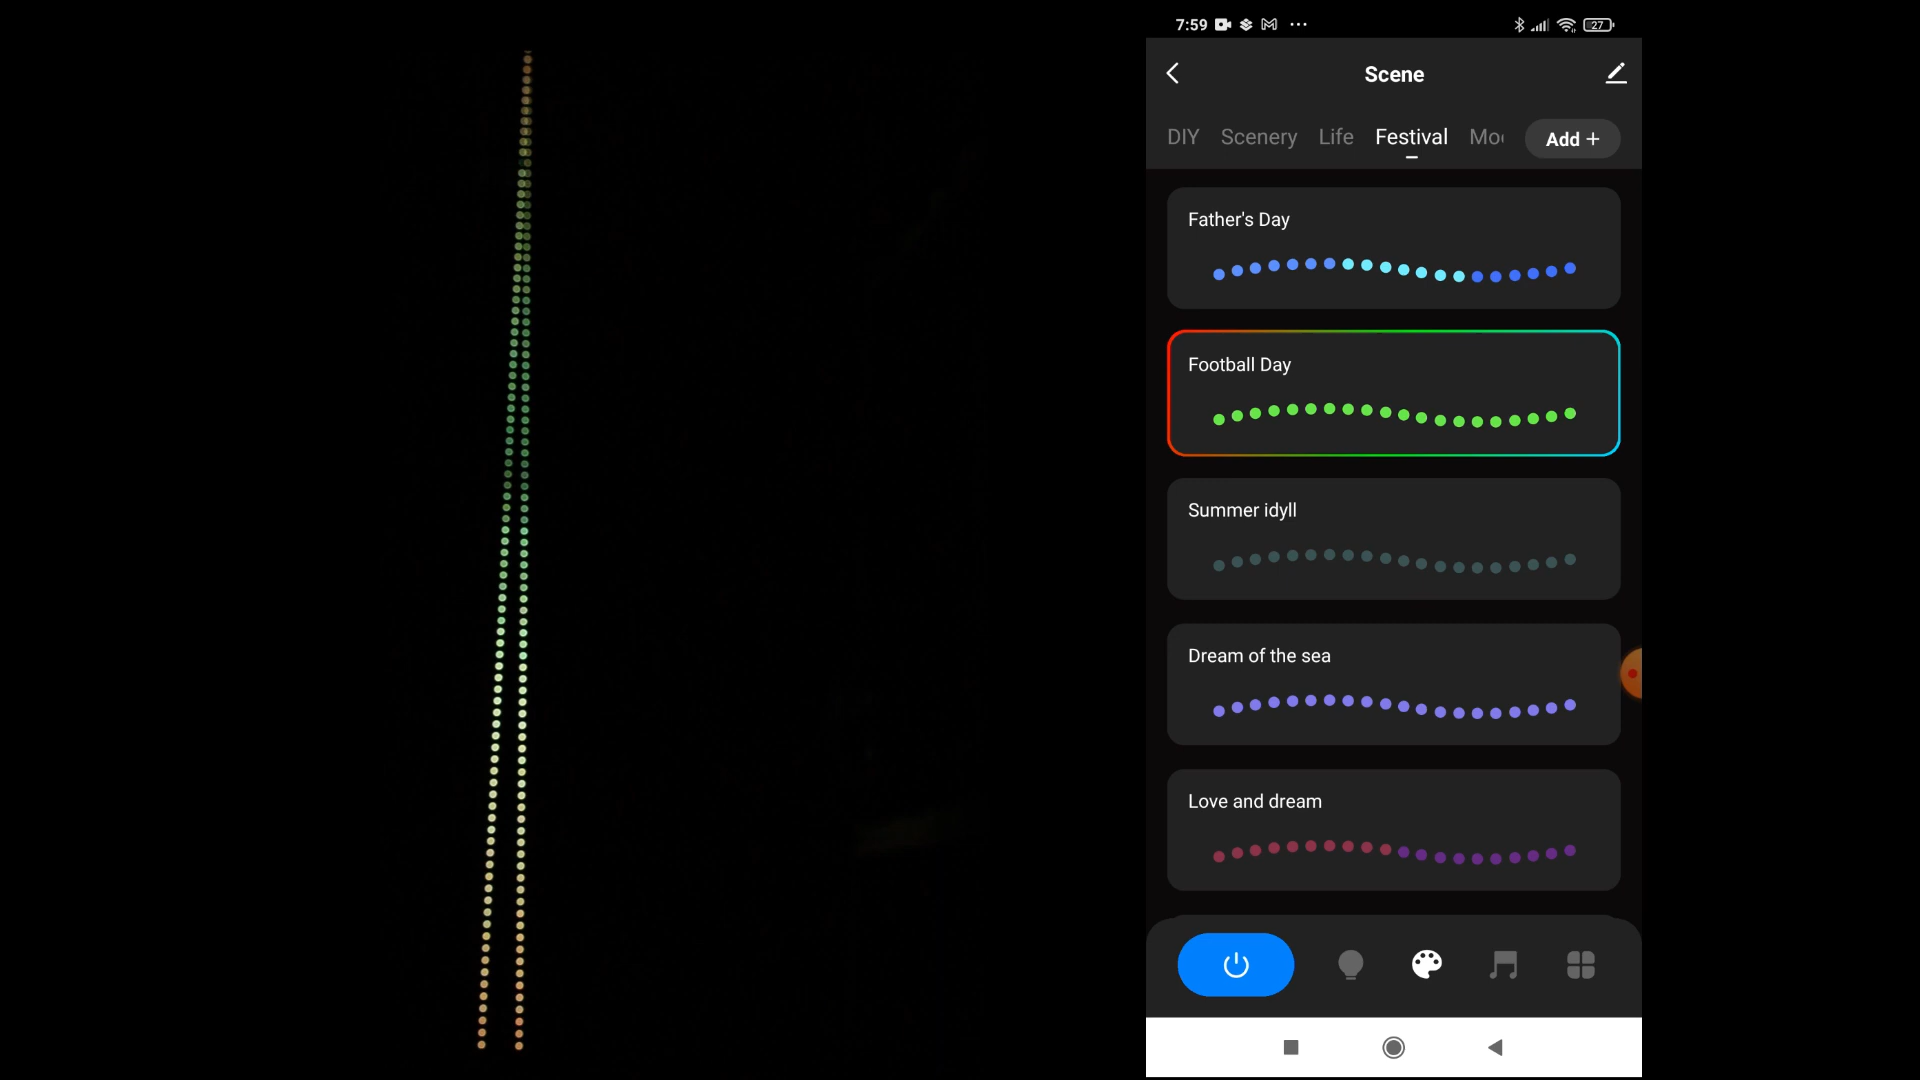 7:59
27
Scene
DIY Scenery Life Festival Mo
Add +
Father's Day
Football Day
Summer idyll
Dream of the sea
Love and dream